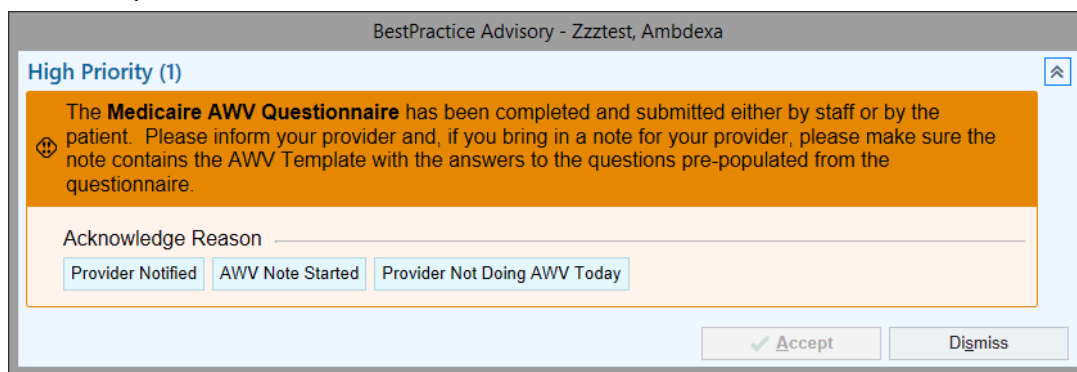 BestPractice Advisory - Zzztest, Ambdexa
High Priority (1)
The Medicaire AWV Questionnaire has been completed and submitted either by staff or by the
patient.  Please inform your provider and, if you bring in a note for your provider, please make sure the
note contains the AWV Template with the answers to the questions pre-populated from the
questionnaire.
Acknowledge Reason
Provider Notified
AWV Note Started
Provider Not Doing AWV Today
Accept
Dismiss